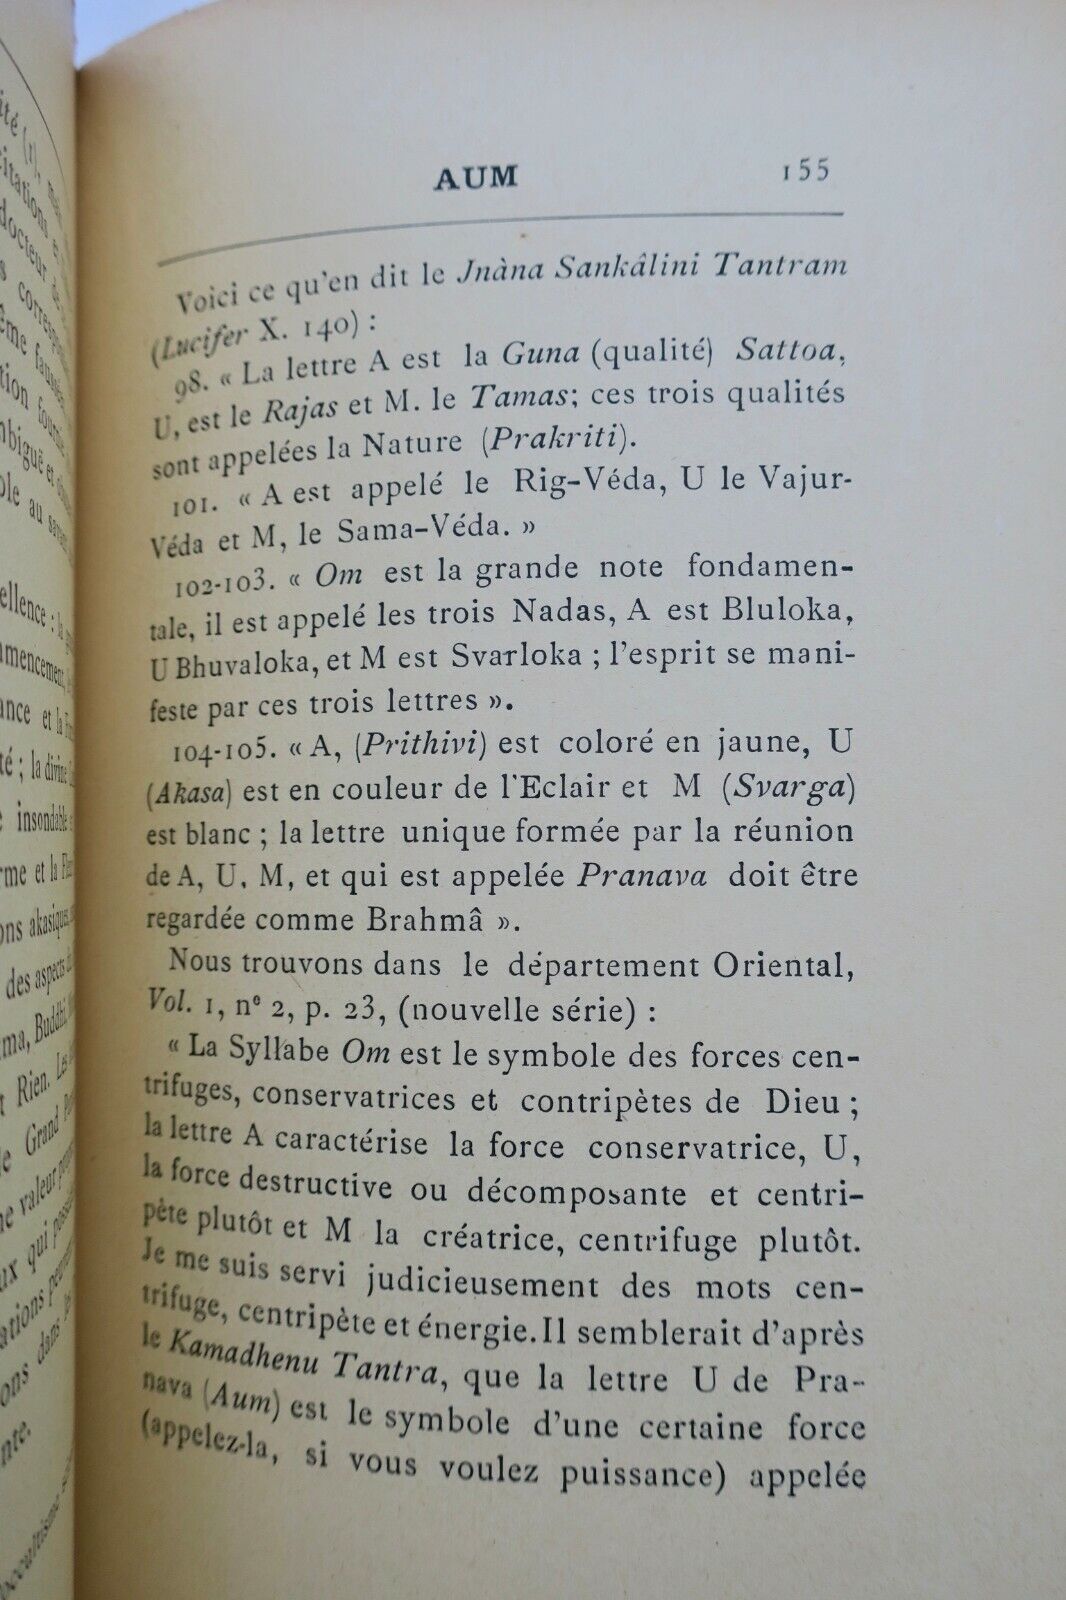 AUM 155
Voici ce qu'en dit le Jnàna Sankâlini Tantram
(Lucifer X. 140) :
98. « La lettre A est la Guna (qualité) Sattoa,
U, est le Rajas et M. le Tamas; ces trois qualités
sont appelées la Nature (Prakriti).
101. « A est appelé le Rig-Véda, U le Vajur-
Véda et M, le Sama-Véda. »
102-103. « Om est la grande note fondamen-
tale, il est appelé les trois Nadas, A est Bluloka,
U Bhuvaloka, et M est Svarloka ; l'esprit se mani-
feste par ces trois lettres ».
104-105. « A, (Prithivi) est coloré en jaune, U
(Akasa) est en couleur de l'Eclair et M (Svarga)
est blanc ; la lettre unique formée par la réunion
de A, U, M, et qui est appelée Pranava doit être
regardée comme Brahmâ ».
Nous trouvons dans le département Oriental,
Vol. 1, n° 2, p. 23, (nouvelle série) :
« La Syllabe Om est le symbole des forces cen-
trifuges, conservatrices et contripètes de Dieu ;
la lettre A caractérise la force conservatrice, U,
la force destructive ou décomposante et centri-
pète plutôt et M la créatrice, centrifuge plutôt.
Je me suis servi judicieusement des mots cen-
trifuge, centripète et énergie. Il semblerait d'après
le Kamadhenu Tantra, que la lettre U de Pra-
nava (Aum) est le symbole d'une certaine force
(appelez-la, si vous voulez puissance) appelée